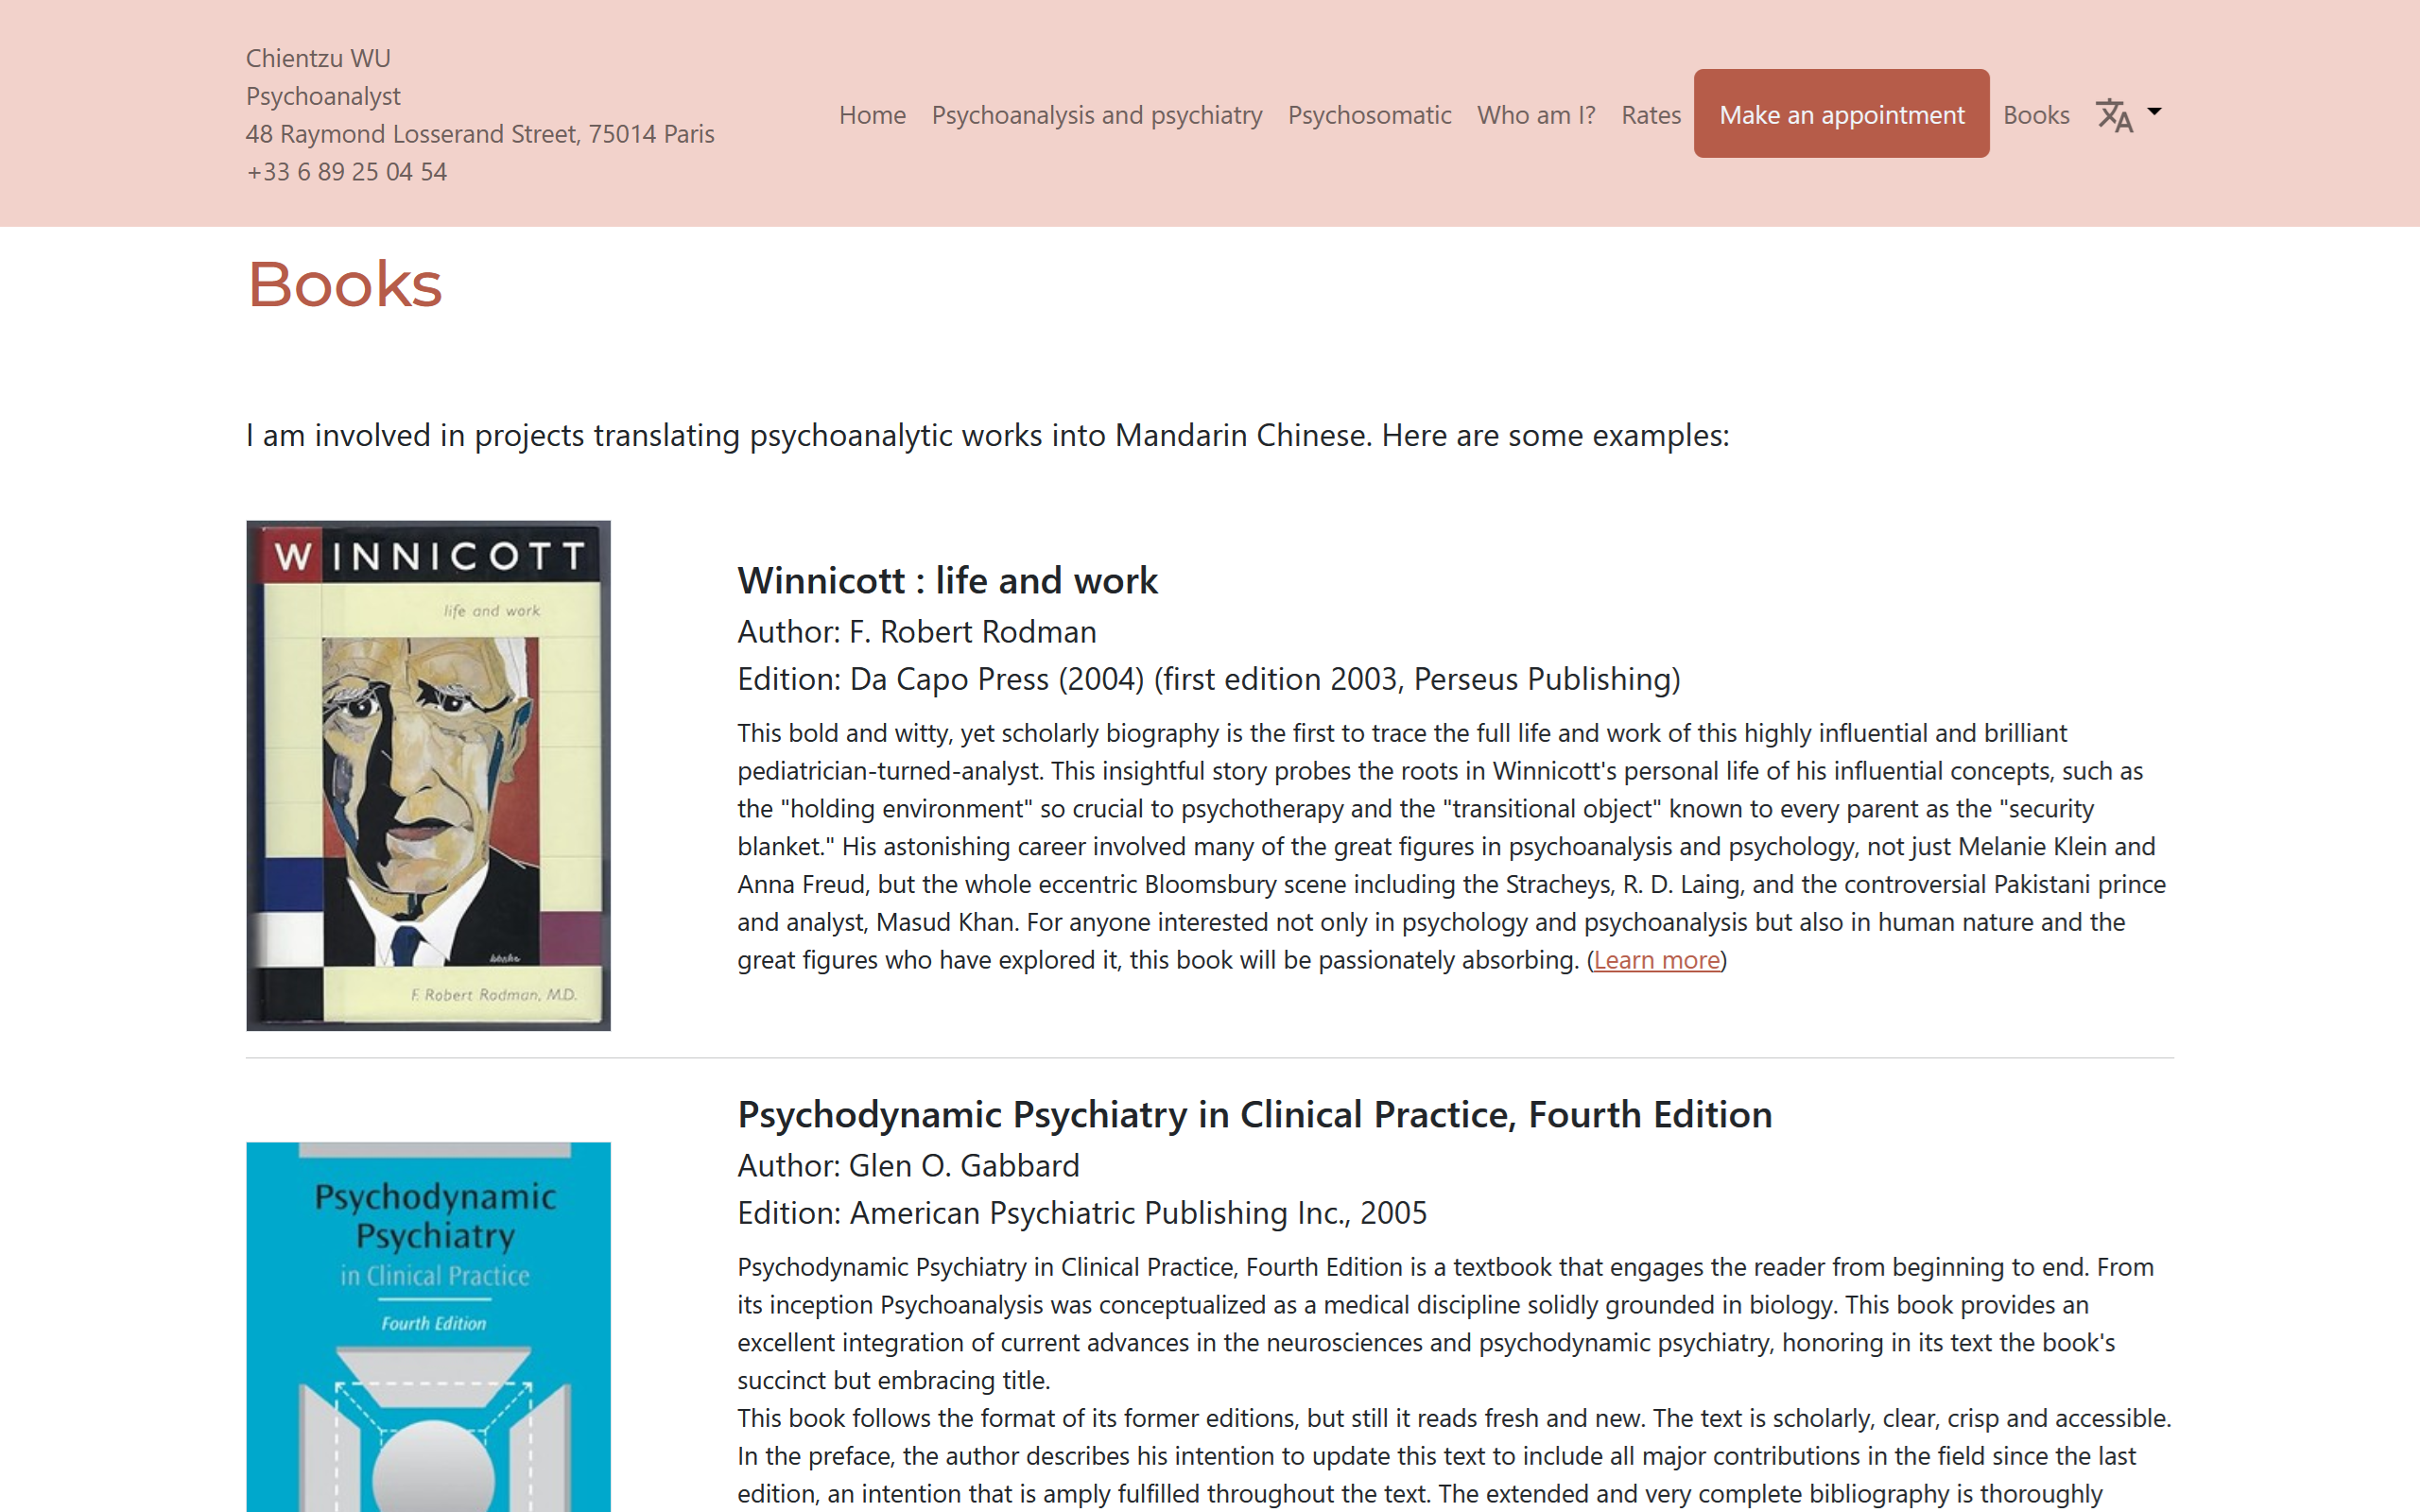 Chientzu WU
Psychoanalyst
48 Raymond Losserand Street, 75014 Paris
+33 6 89 25 04 54
Home Psychoanalysis and psychiatry Psychosomatic Who am I? Rates Make an appointment Books
Books
I am involved in projects translating psychoanalytic works into Mandarin Chinese. Here are some examples:
WINNICOTT
life and work
F. Robert Rodman, M.D.
Winnicott : life and work
Author: F. Robert Rodman
Edition: Da Capo Press (2004) (first edition 2003, Perseus Publishing)
This bold and witty, yet scholarly biography is the first to trace the full life and work of this highly influential and brilliant
pediatrician-turned-analyst. This insightful story probes the roots in Winnicott's personal life of his influential concepts, such as
the "holding environment" so crucial to psychotherapy and the "transitional object" known to every parent as the "security
blanket." His astonishing career involved many of the great figures in psychoanalysis and psychology, not just Melanie Klein and
Anna Freud, but the whole eccentric Bloomsbury scene including the Stracheys, R. D. Laing, and the controversial Pakistani prince
and analyst, Masud Khan. For anyone interested not only in psychology and psychoanalysis but also in human nature and the
great figures who have explored it, this book will be passionately absorbing. (Learn more)
Psychodynamic
Psychiatry
in Clinical Practice
Fourth Edition
Psychodynamic Psychiatry in Clinical Practice, Fourth Edition
Author: Glen O. Gabbard
Edition: American Psychiatric Publishing Inc., 2005
Psychodynamic Psychiatry in Clinical Practice, Fourth Edition is a textbook that engages the reader from beginning to end. From
its inception Psychoanalysis was conceptualized as a medical discipline solidly grounded in biology. This book provides an
excellent integration of current advances in the neurosciences and psychodynamic psychiatry, honoring in its text the book's
succinct but embracing title.
This book follows the format of its former editions, but still it reads fresh and new. The text is scholarly, clear, crisp and accessible.
In the preface, the author describes his intention to update this text to include all major contributions in the field since the last
edition, an intention that is amply fulfilled throughout the text. The extended and very complete bibliography is thoroughly